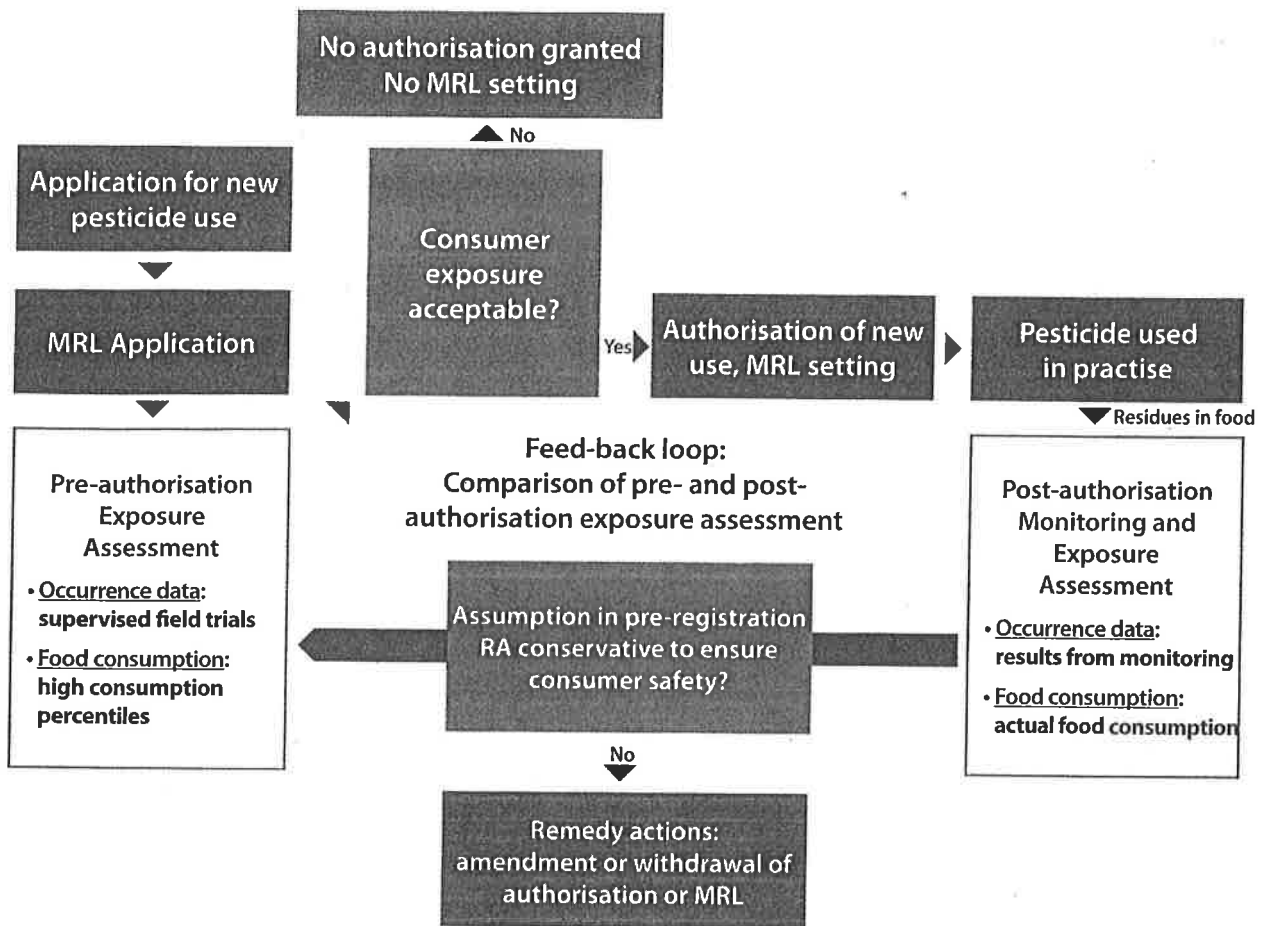 No authorisation granted
No MRL setting
No
Application for new
pesticide use
Consumer
exposure
acceptable?
MRL Application
Yes
Authorisation of new
use, MRL setting
Pesticide used
in practise
Residues in food
Pre-authorisation
Exposure
Assessment
• Occurrence data:
supervised field trials
• Food consumption:
high consumption
percentiles
Feed-back loop:
Comparison of pre- and post-
authorisation exposure assessment
Assumption in pre-registration
RA conservative to ensure
consumer safety?
Post-authorisation
Monitoring and
Exposure
Assessment
• Occurrence data:
results from monitoring
• Food consumption:
actual food consumption
No
Remedy actions:
amendment or withdrawal of
authorisation or MRL